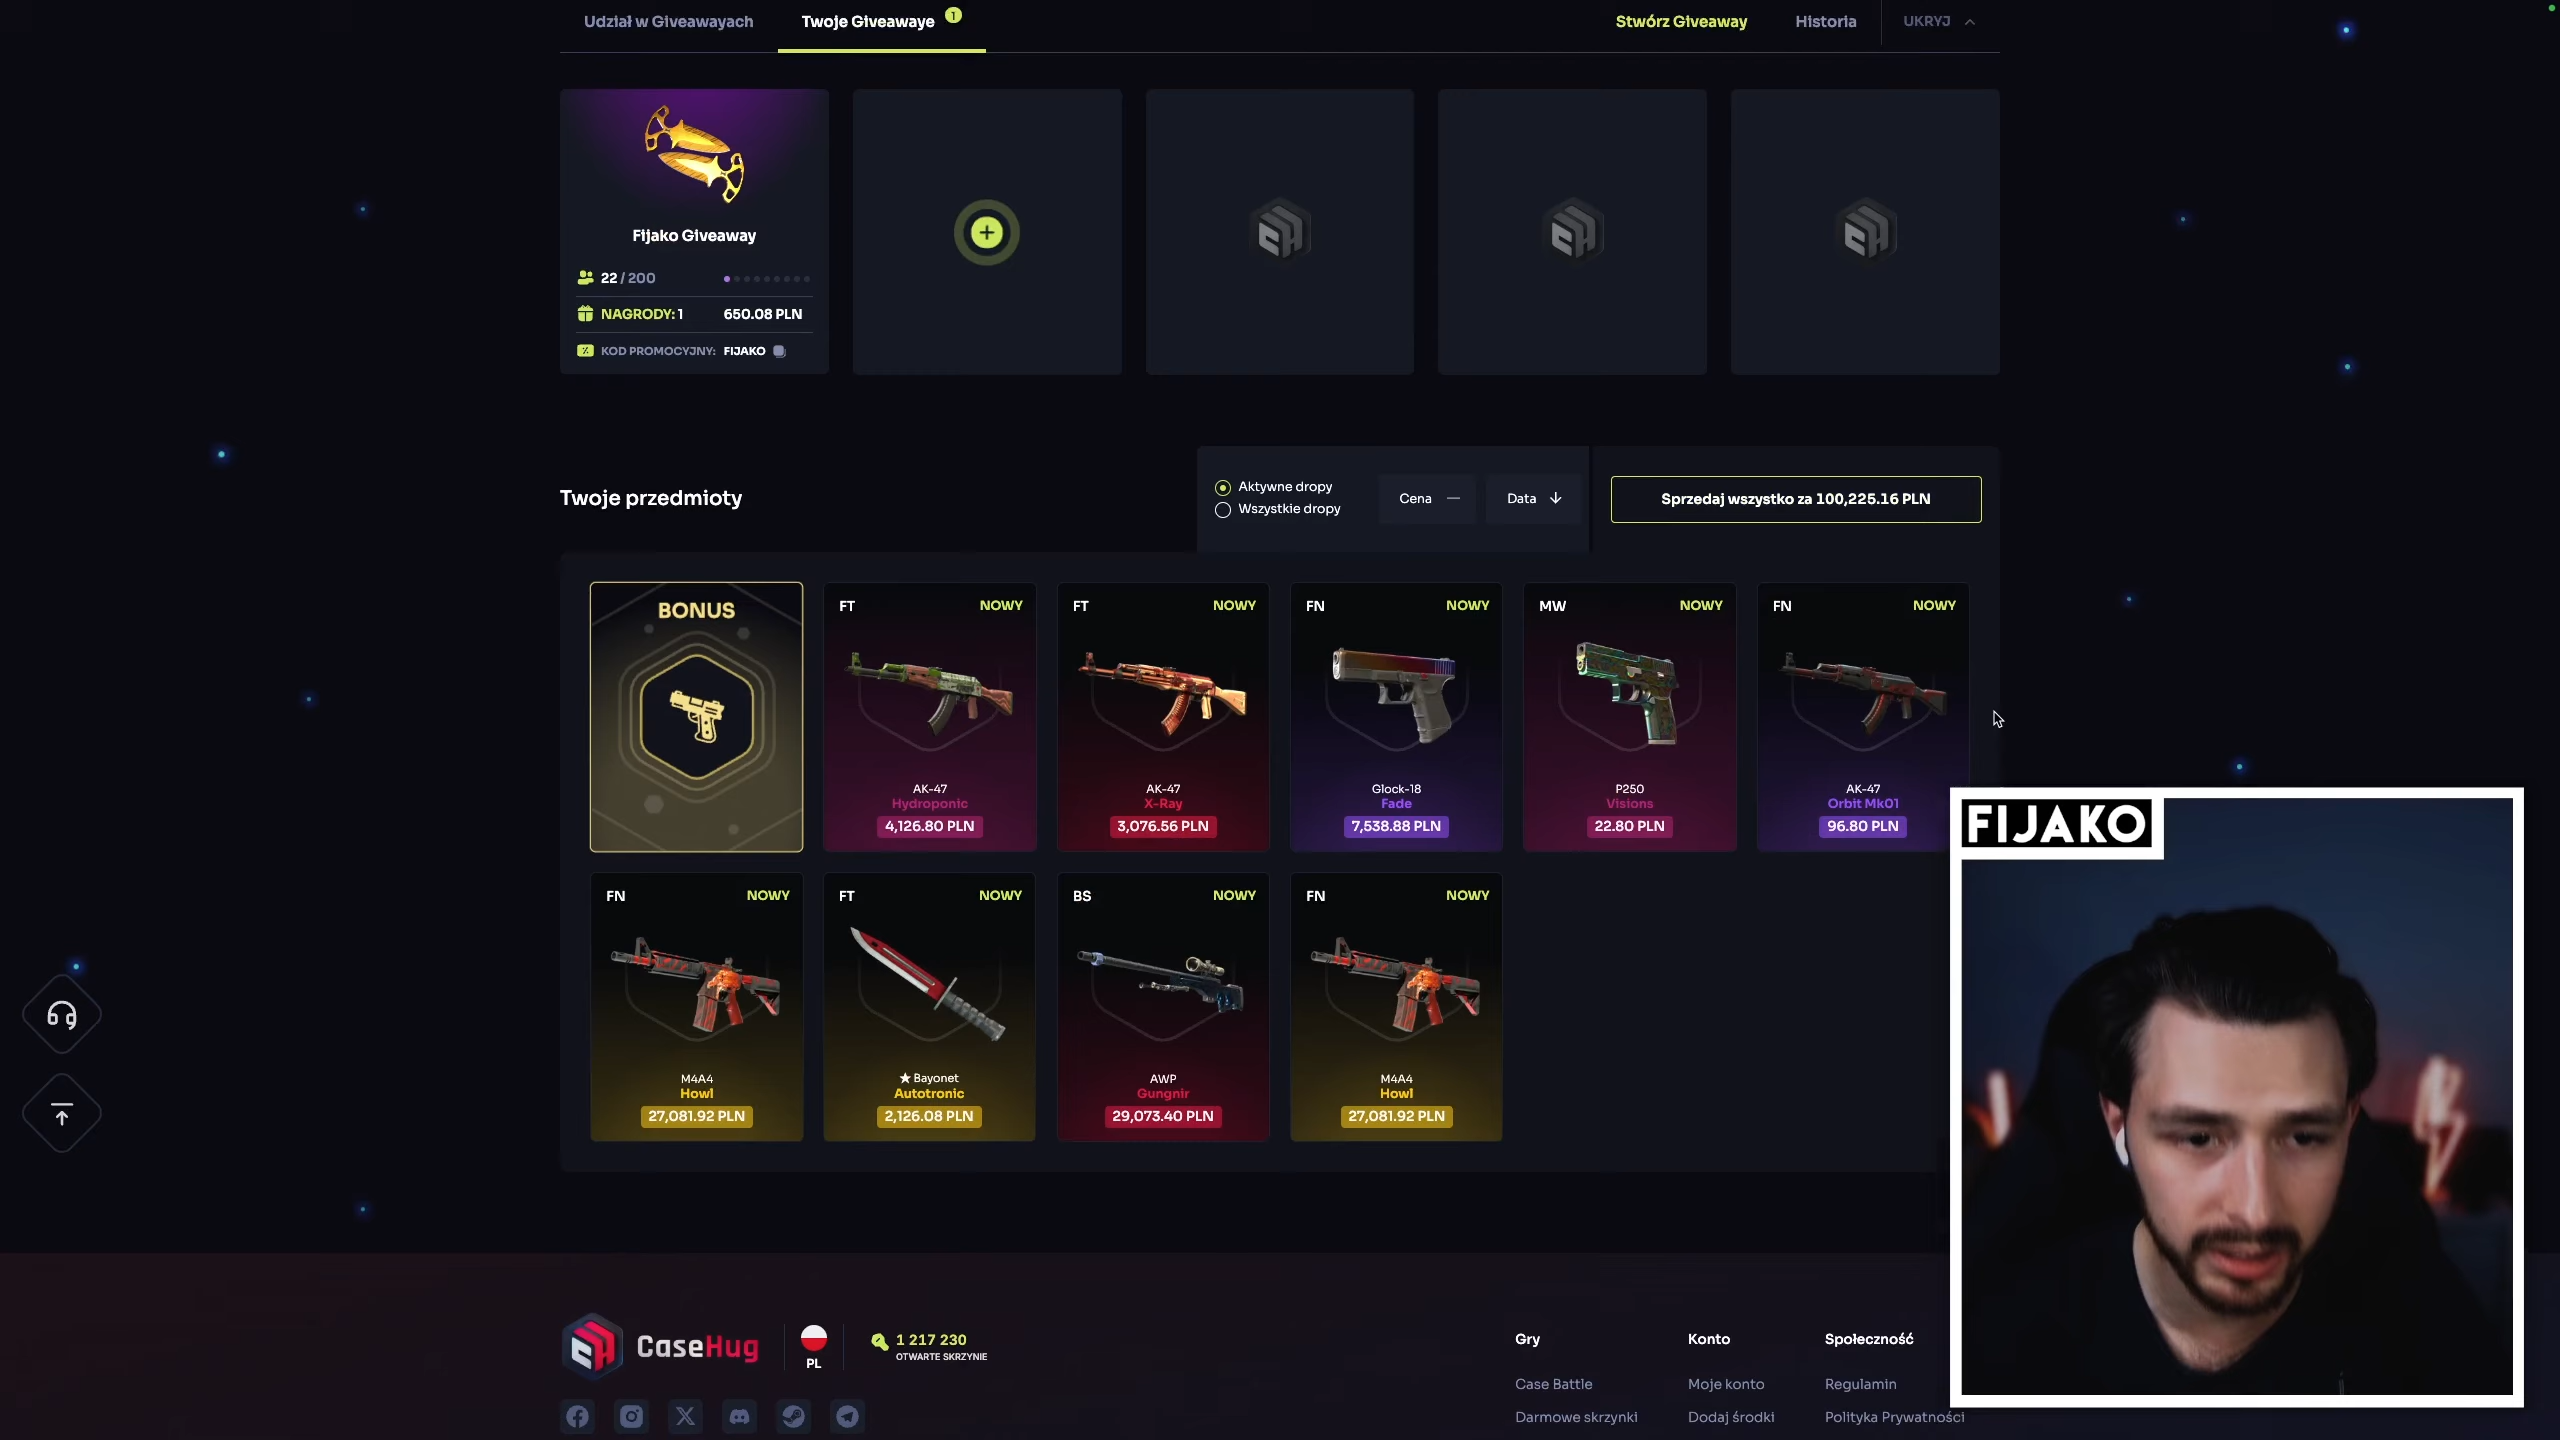 Udział w Giveawayach
Twoje Giveawaye 1
Stwórz Giveaway
Historia
UKRYJ
Fijako Giveaway
22 / 200
NAGRODY: 1 650.08 PLN
KOD PROMOCYJNY: FIJAKO
Twoje przedmioty
Aktywne dropy
Wszystkie dropy
Cena
Data
Sprzedaj wszystko za 100,225.16 PLN
BONUS
FT NOWY
AK-47
Hydroponic
4,126.80 PLN
FT NOWY
AK-47
X-Ray
3,076.56 PLN
FN NOWY
Glock-18
Fade
7,538.88 PLN
MW NOWY
P250
Visions
22.80 PLN
FN NOWY
AK-47
Orbit Mk01
96.80 PLN
FN NOWY
M4A4
Howl
27,081.92 PLN
FT NOWY
★ Bayonet
Autotronic
2,126.08 PLN
BS NOWY
AWP
Gungnir
29,073.40 PLN
FN NOWY
M4A4
Howl
27,081.92 PLN
FIJAKO
CaseHug
PL
1 217 230
OTWARTE SKRZYNIE
Gry
Case Battle
Darmowe skrzynki
Konto
Moje konto
Dodaj środki
Społeczność
Regulamin
Polityka Prywatności